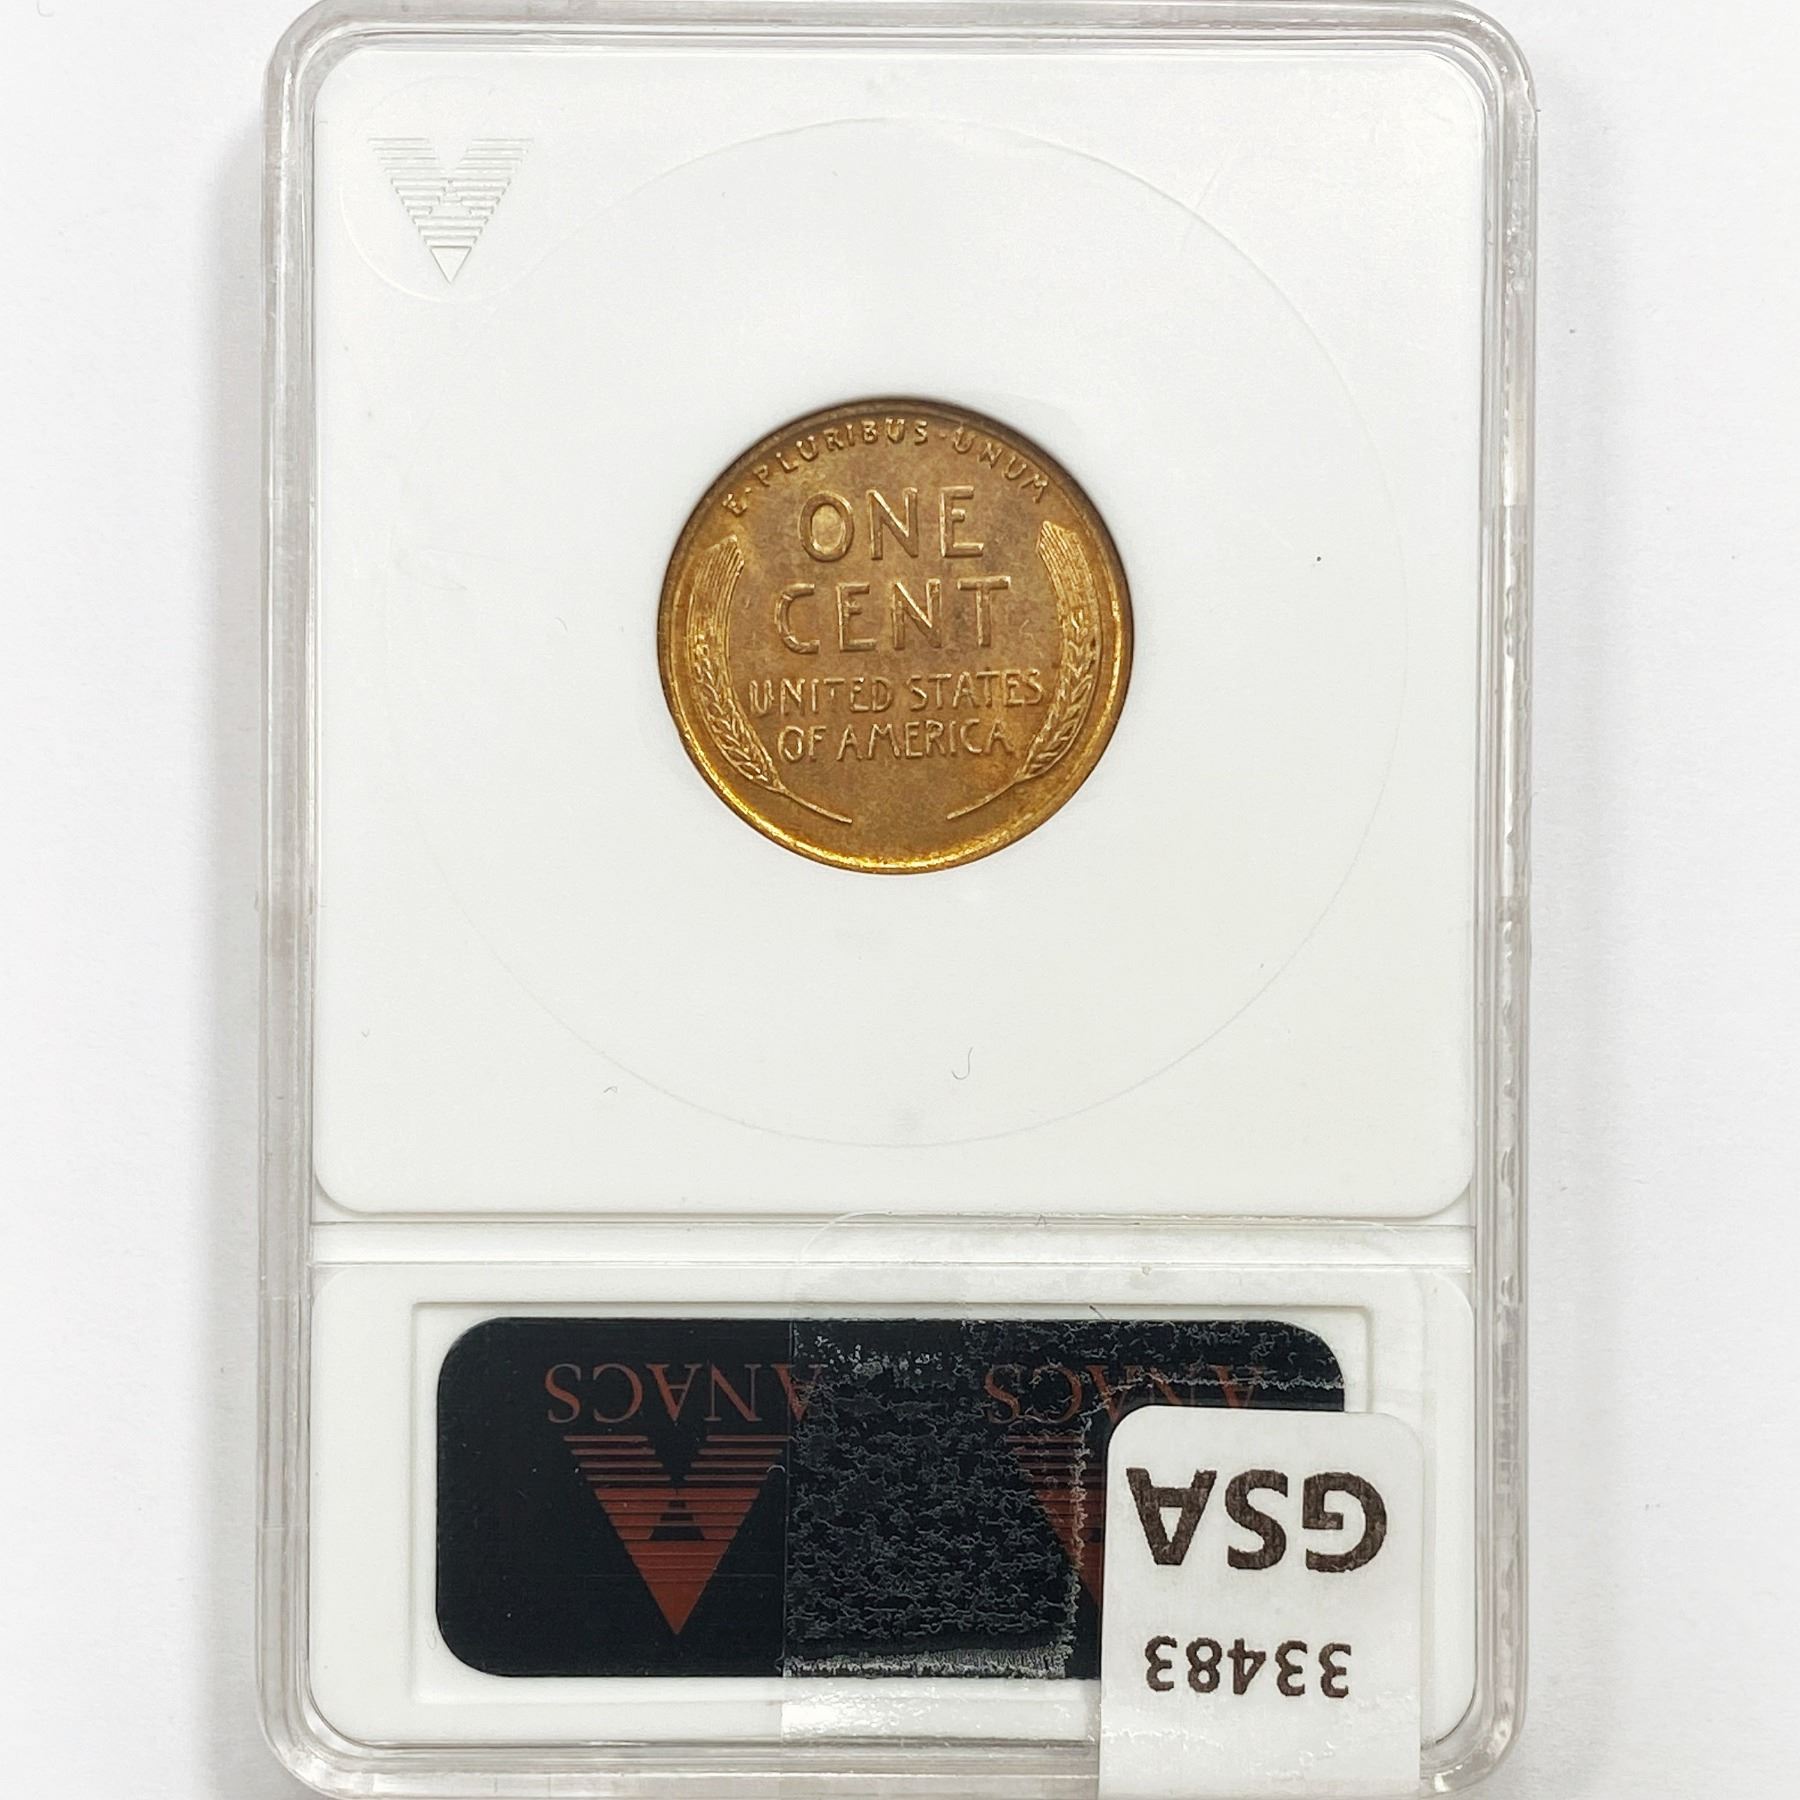 E·PLURIBUS·UNUM
ONE
CENT
UNITED STATES
OF AMERICA
ANACS
ANACS
GSA
33483